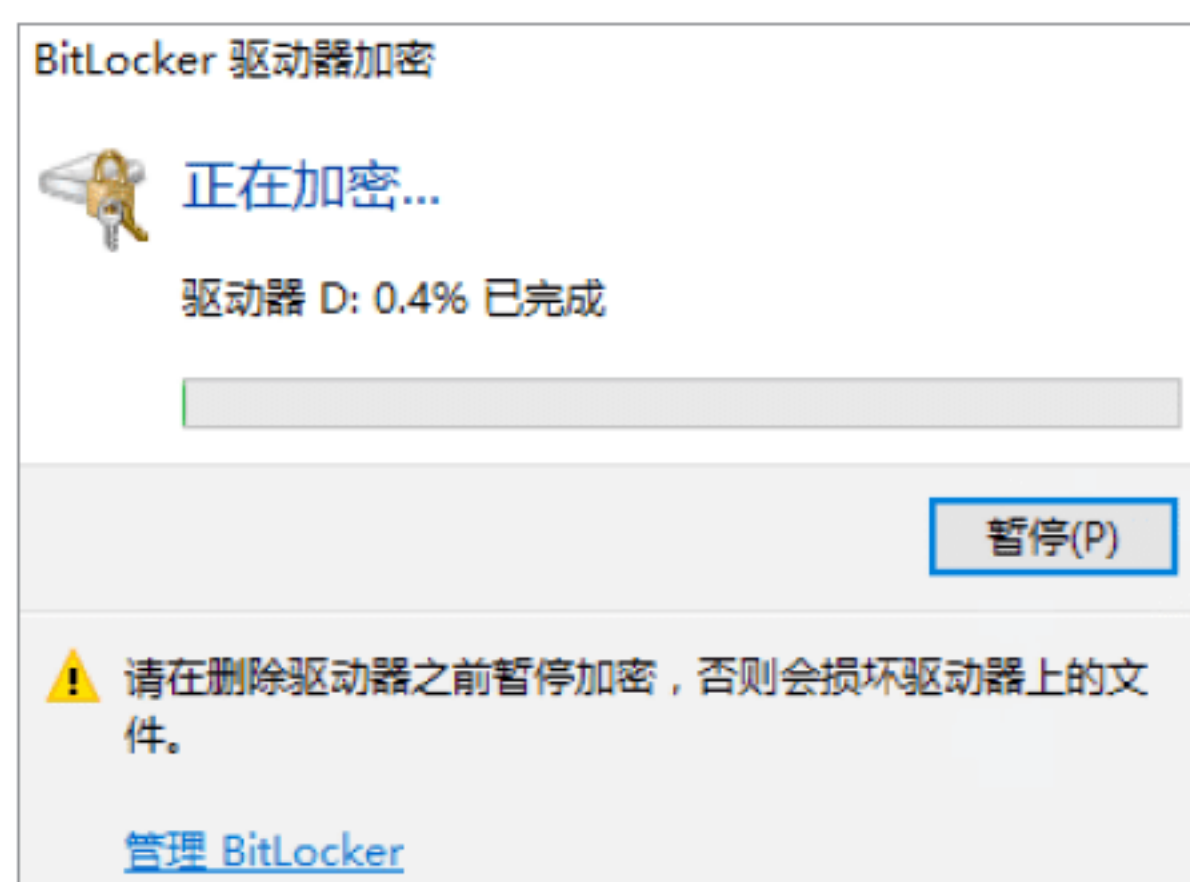 BitLocker 驱动器加密
正在加密...
驱动器 D: 0.4% 已完成
暂停(P)
请在删除驱动器之前暂停加密，否则会损坏驱动器上的文
件。
管理 BitLocker